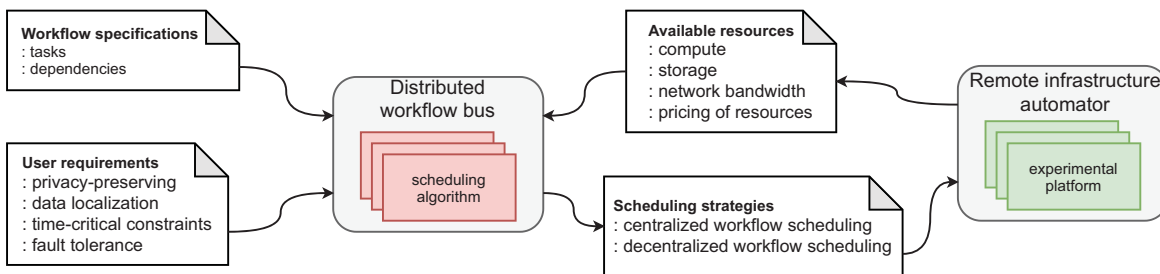 Workflow specifications
: tasks
: dependencies
User requirements
: privacy-preserving
: data localization
: time-critical constraints
: fault tolerance
Distributed
workflow bus
scheduling
algorithm
Available resources
: compute
: storage
: network bandwidth
: pricing of resources
Scheduling strategies
: centralized workflow scheduling
: decentralized workflow scheduling
Remote infrastructure
automator
experimental
platform